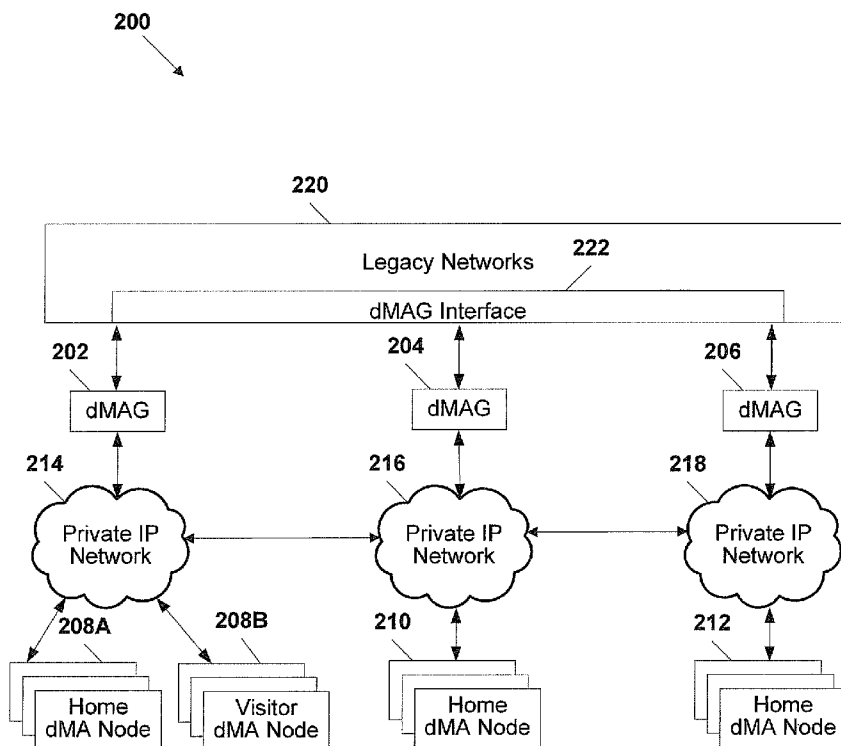 200
220
Legacy Networks
222
dMAG Interface
202
204
206
dMAG
dMAG
dMAG
214
216
218
Private IP
Network
Private IP
Network
Private IP
Network
208A
208B
210
212
Home
dMA Node
Visitor
dMA Node
Home
dMA Node
Home
dMA Node